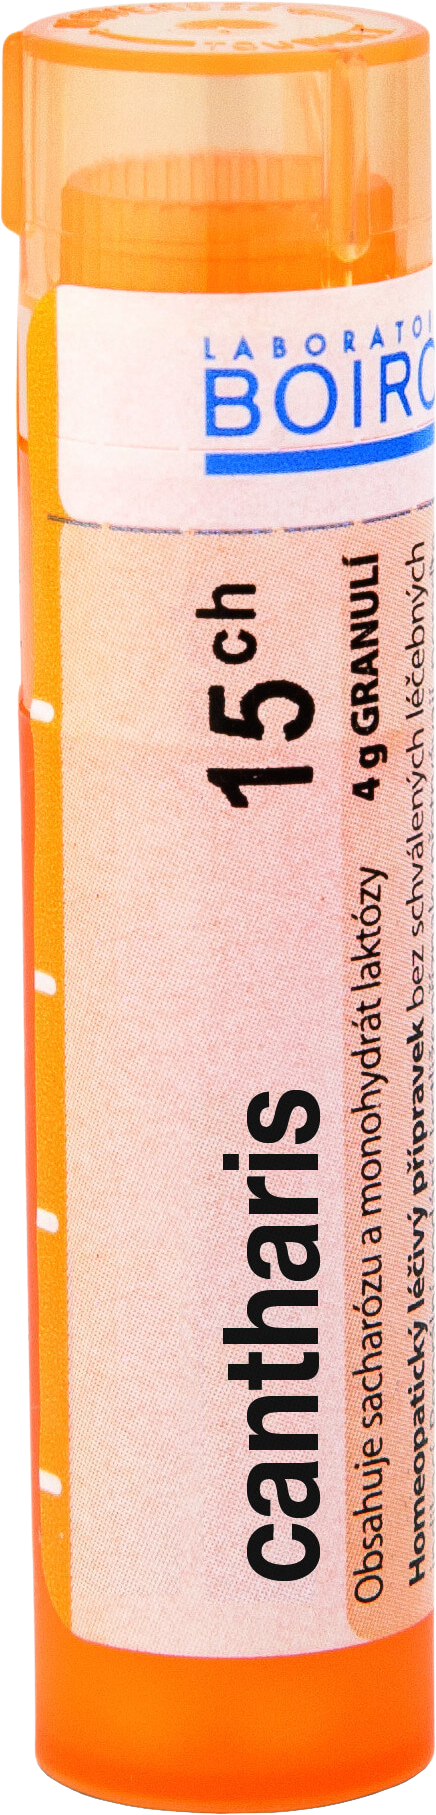 LABORATOI
BOIRO
cantharis 15 ch
4 g GRANULÍ
Obsahuje sacharózu a monohydrát laktózy
Homeopatický léčivý přípravek bez schválených léčebných